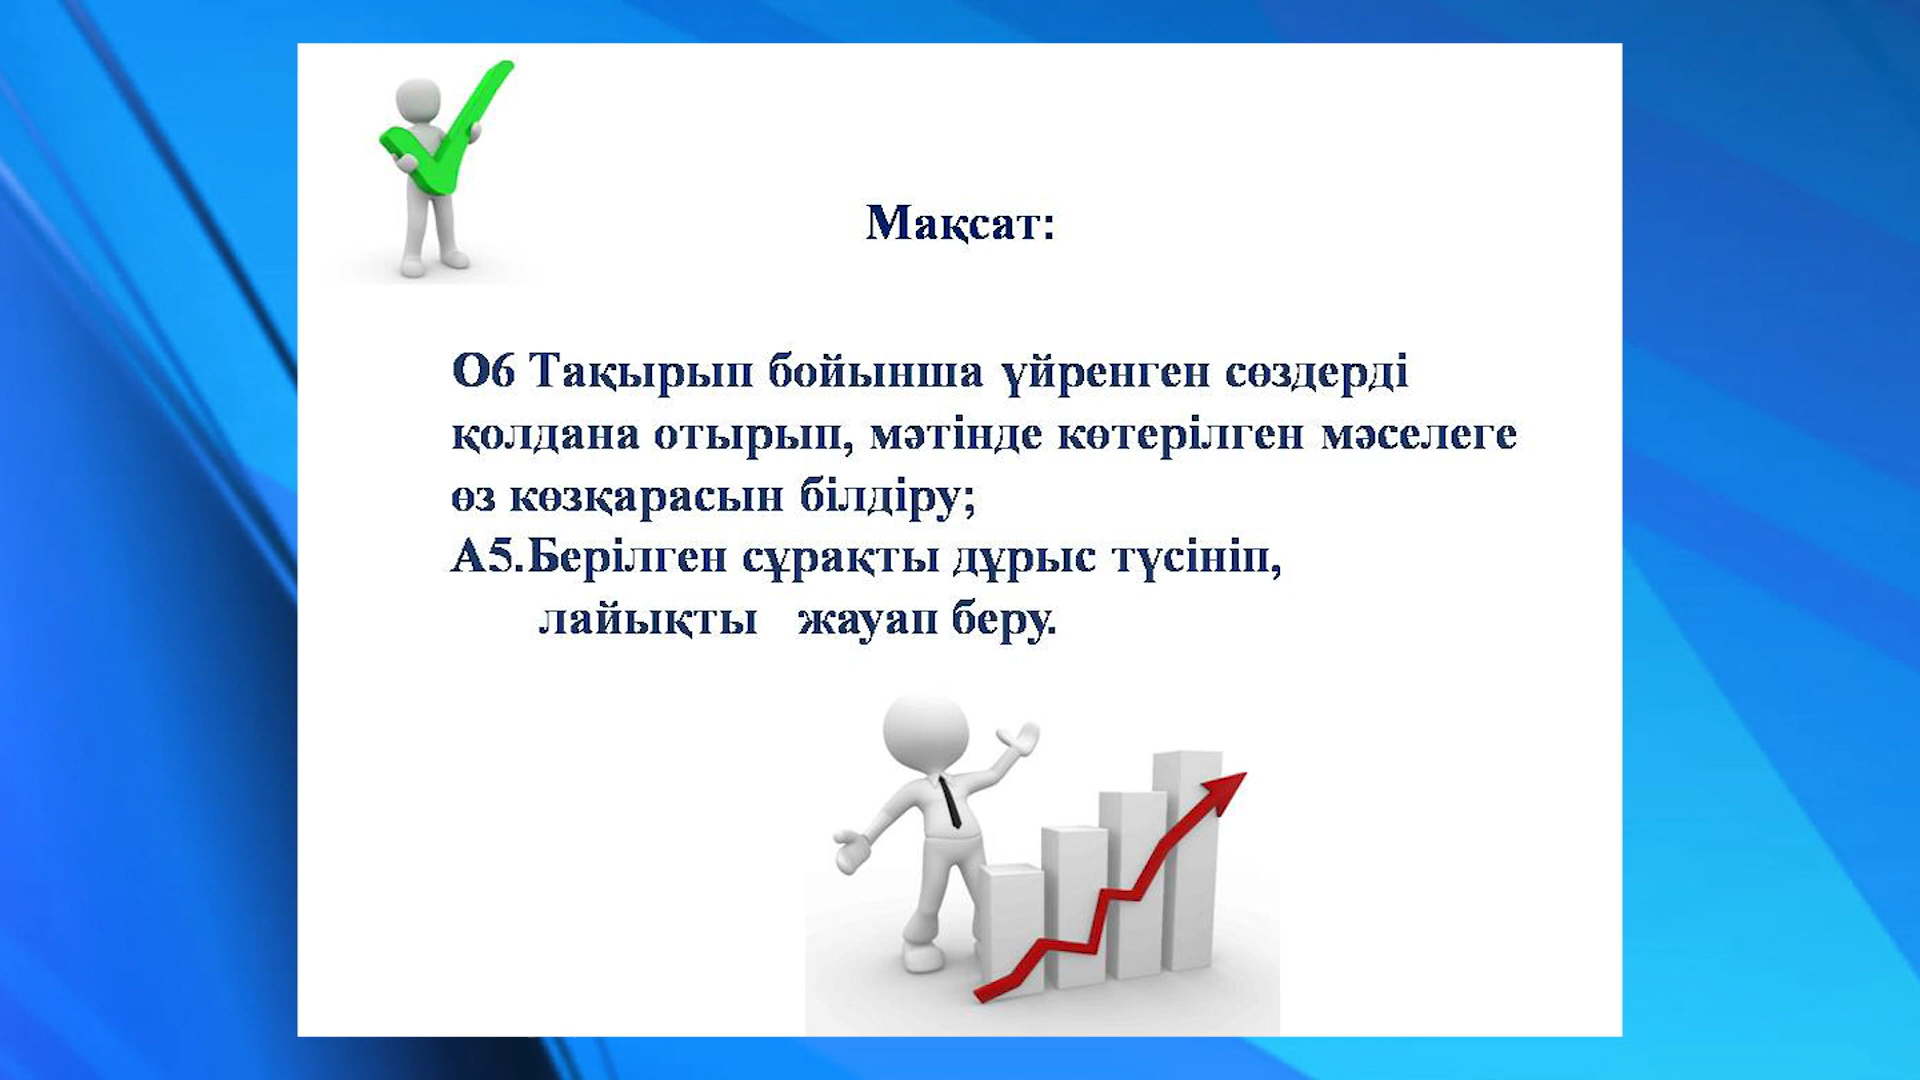 Мақсат:
О6 Тақырып бойынша үйренген сөздерді
қолдана отырып, мәтінде көтерілген мәселеге
өз көзқарасын білдіру;
А5.Берілген сұрақты дұрыс түсініп,
лайықты жауап беру.